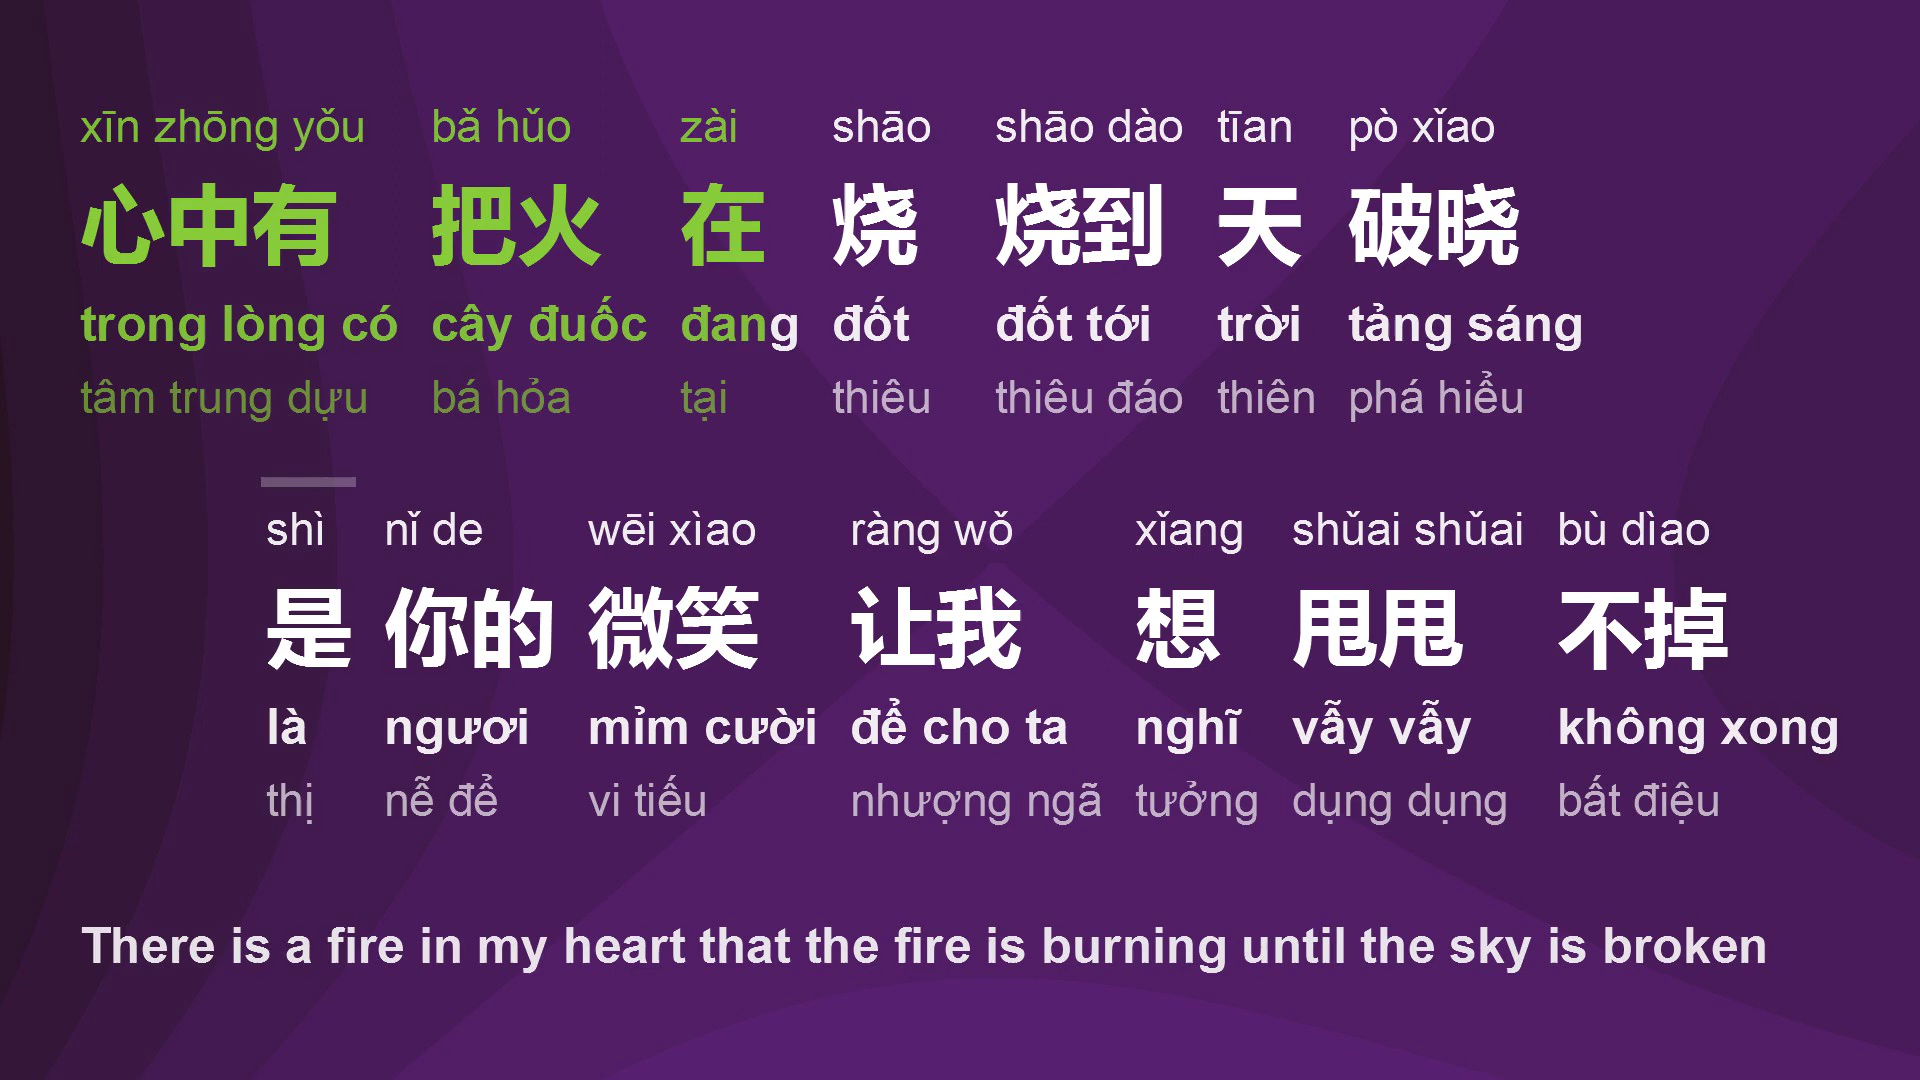 xīn zhōng yǒu bǎ hǔo zài shāo shāo dào tīan pò xǐao
心中有 把火 在 烧 烧到 天 破晓
trong lòng có cây đuốc đang đốt đốt tới trời tảng sáng
tâm trung dựu bá hỏa tại thiêu thiêu đáo thiên phá hiểu
shì nǐ de wēi xìao ràng wǒ xǐang shǔai shǔai bù dìao
是 你的 微笑 让我 想 甩甩 不掉
là ngươi mỉm cười để cho ta nghĩ vẫy vẫy không xong
thị nễ để vi tiếu nhượng ngã tưởng dụng dụng bất điệu
There is a fire in my heart that the fire is burning until the sky is broken